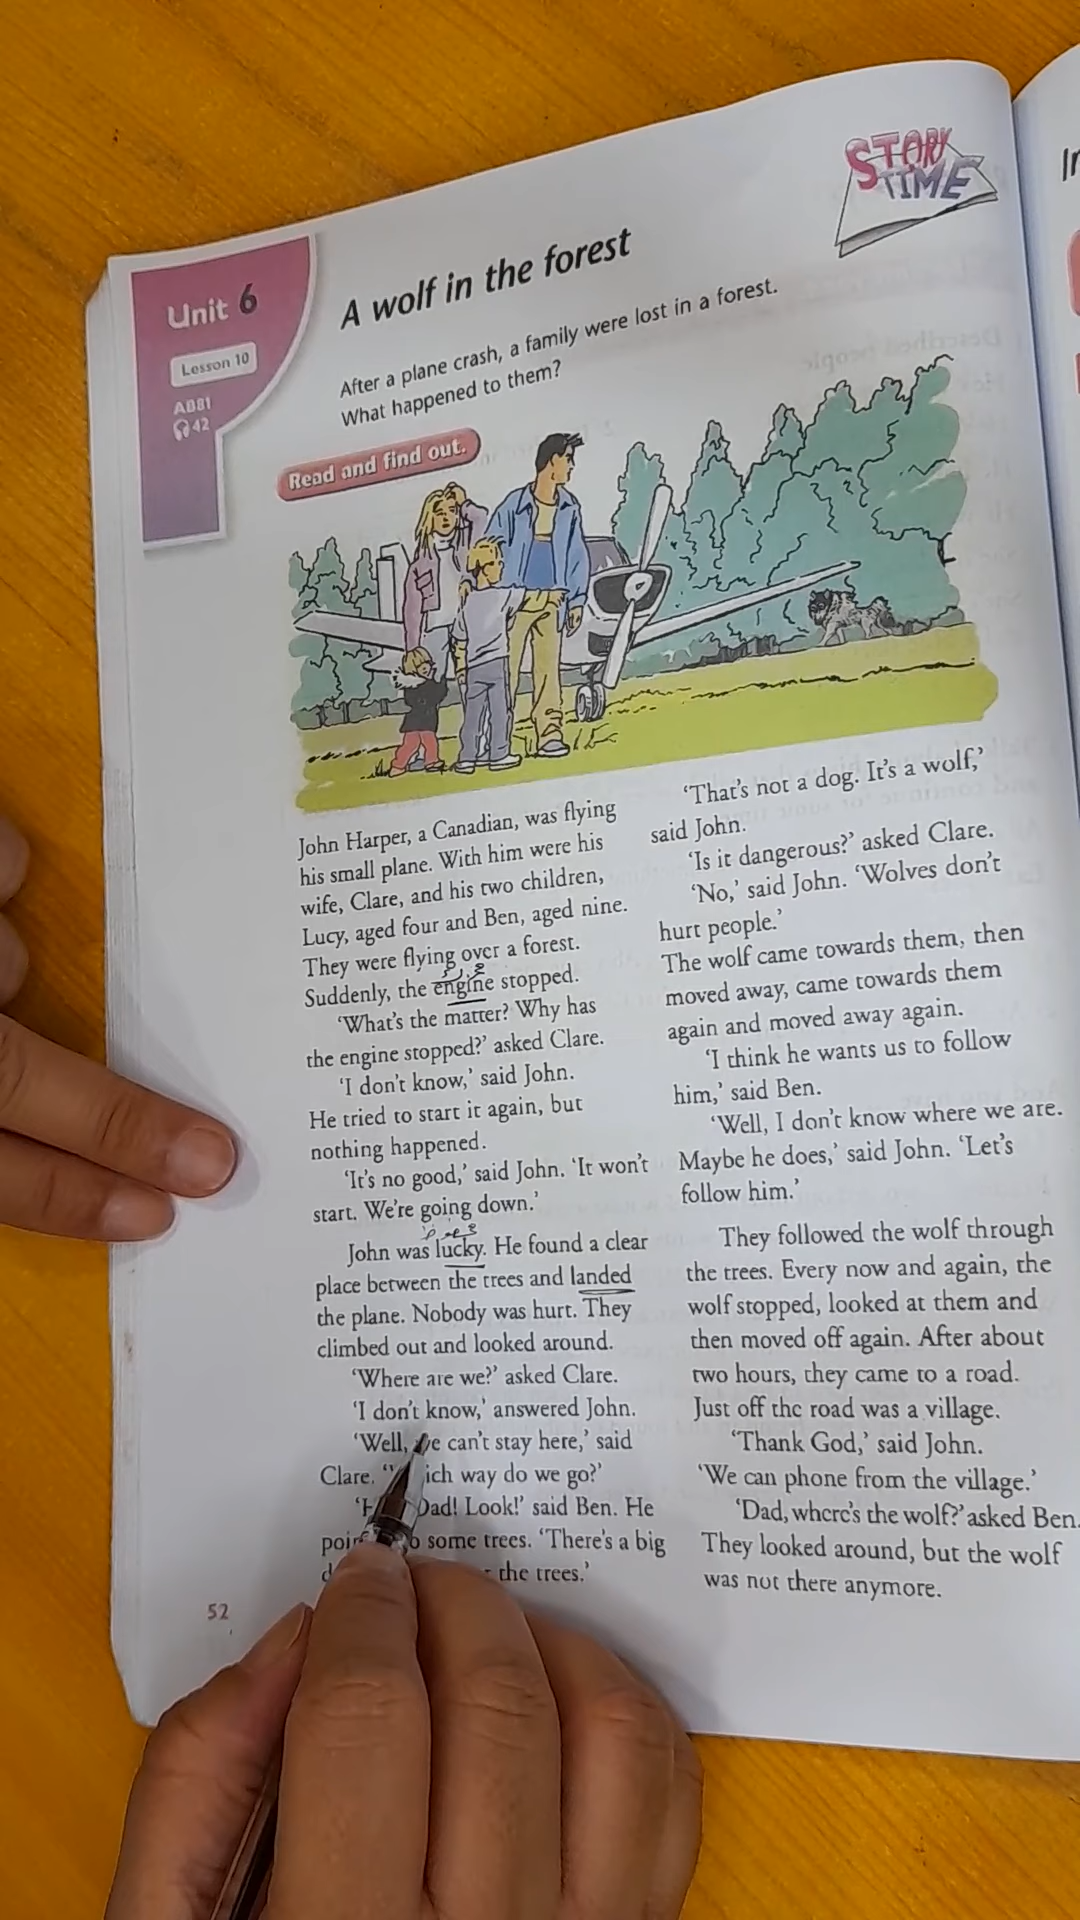 STORY
TIME
Unit 6
Lesson 10
AB81
42
A wolf in the forest
After a plane crash, a family were lost in a forest.
What happened to them?
Read and find out.
John Harper, a Canadian, was flying
his small plane. With him were his
wife, Clare, and his two children,
Lucy, aged four and Ben, aged nine.
They were flying over a forest.
Suddenly, the engine stopped.
‘What's the matter? Why has
the engine stopped?’ asked Clare.
‘I don't know,’ said John.
He tried to start it again, but
nothing happened.
‘It's no good,’ said John. ‘It won't
start. We're going down.’
John was lucky. He found a clear
place between the trees and landed
the plane. Nobody was hurt. They
climbed out and looked around.
‘Where are we?’ asked Clare.
‘I don't know,’ answered John.
‘Well, we can't stay here,’ said
Clare. way do we go?’
Dad! Look!’ said Ben. He
some trees. ‘There's a big
the trees.’
52
‘That's not a dog. It's a wolf,’
said John.
‘Is it dangerous?’ asked Clare.
‘No,’ said John. ‘Wolves don't
hurt people.’
The wolf came towards them, then
moved away, came towards them
again and moved away again.
‘I think he wants us to follow
him,’ said Ben.
‘Well, I don't know where we are.
Maybe he does,’ said John. ‘Let's
follow him.’
They followed the wolf through
the trees. Every now and again, the
wolf stopped, looked at them and
then moved off again. After about
two hours, they came to a road.
Just off the road was a village.
‘Thank God,’ said John.
‘We can phone from the village.’
‘Dad, where's the wolf?’ asked Ben.
They looked around, but the wolf
was not there anymore.